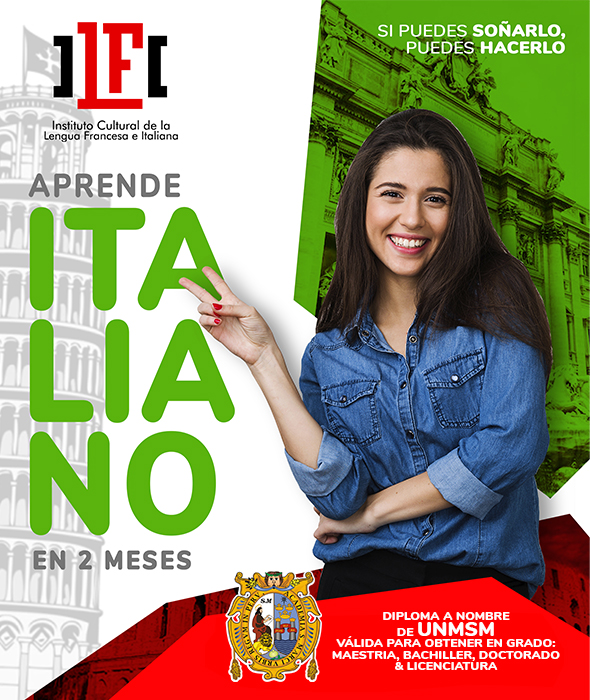 ]LF[
Instituto Cultural de la
Lengua Francesa e Italiana
SI PUEDES SOÑARLO,
PUEDES HACERLO
APRENDE
ITA
LIA
NO
EN 2 MESES
S.M
DIPLOMA A NOMBRE
DE UNMSM
VÁLIDA PARA OBTENER EN GRADO:
MAESTRIA, BACHILLER, DOCTORADO
& LICENCIATURA